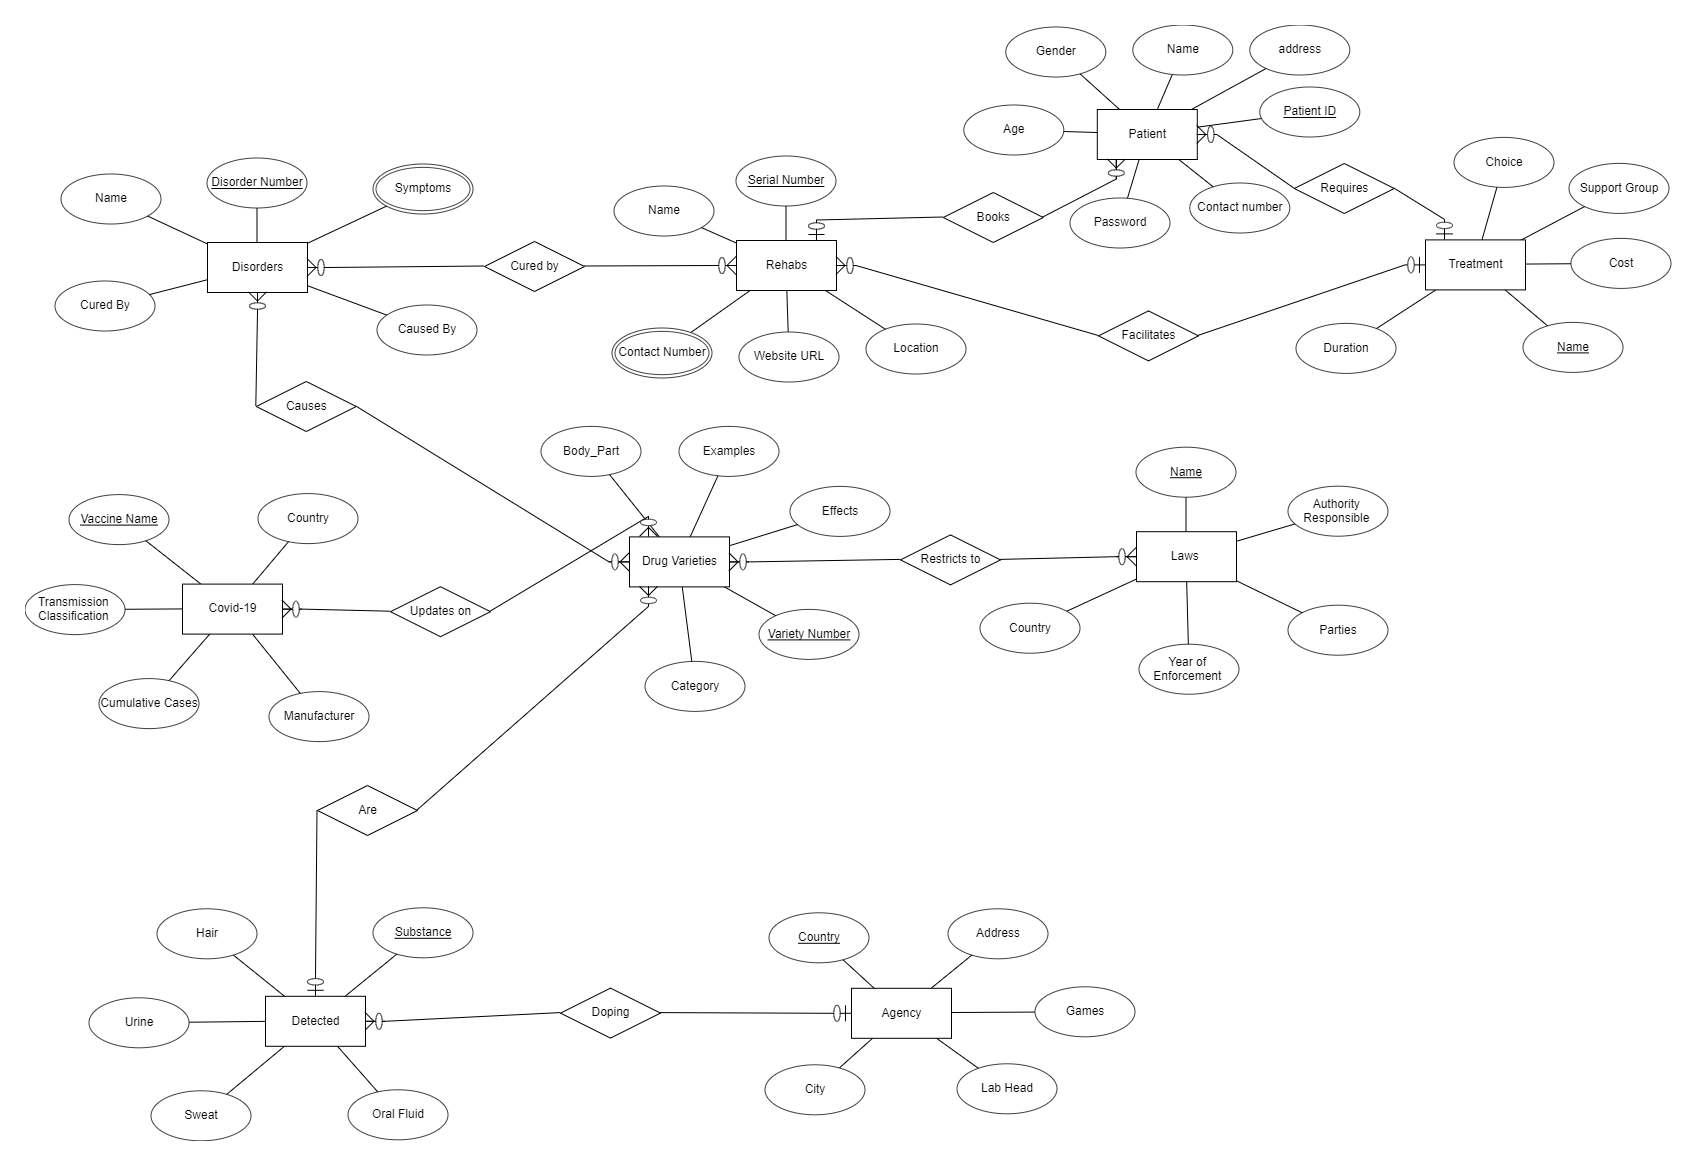 Gender
Name
address
Patient ID
Age
Patient
Password
Contact number
Requires
Choice
Support Group
Treatment
Cost
Duration
Name
Books
Name
Disorder Number
Symptoms
Disorders
Cured By
Caused By
Cured by
Name
Serial Number
Rehabs
Contact Number
Website URL
Location
Facilitates
Causes
Body_Part
Examples
Effects
Drug Varieties
Variety Number
Category
Restricts to
Name
Authority
Responsible
Laws
Country
Year of
Enforcement
Parties
Vaccine Name
Country
Transmission
Classification
Covid-19
Cumulative Cases
Manufacturer
Updates on
Are
Hair
Substance
Urine
Detected
Sweat
Oral Fluid
Doping
Country
Address
Agency
Games
City
Lab Head